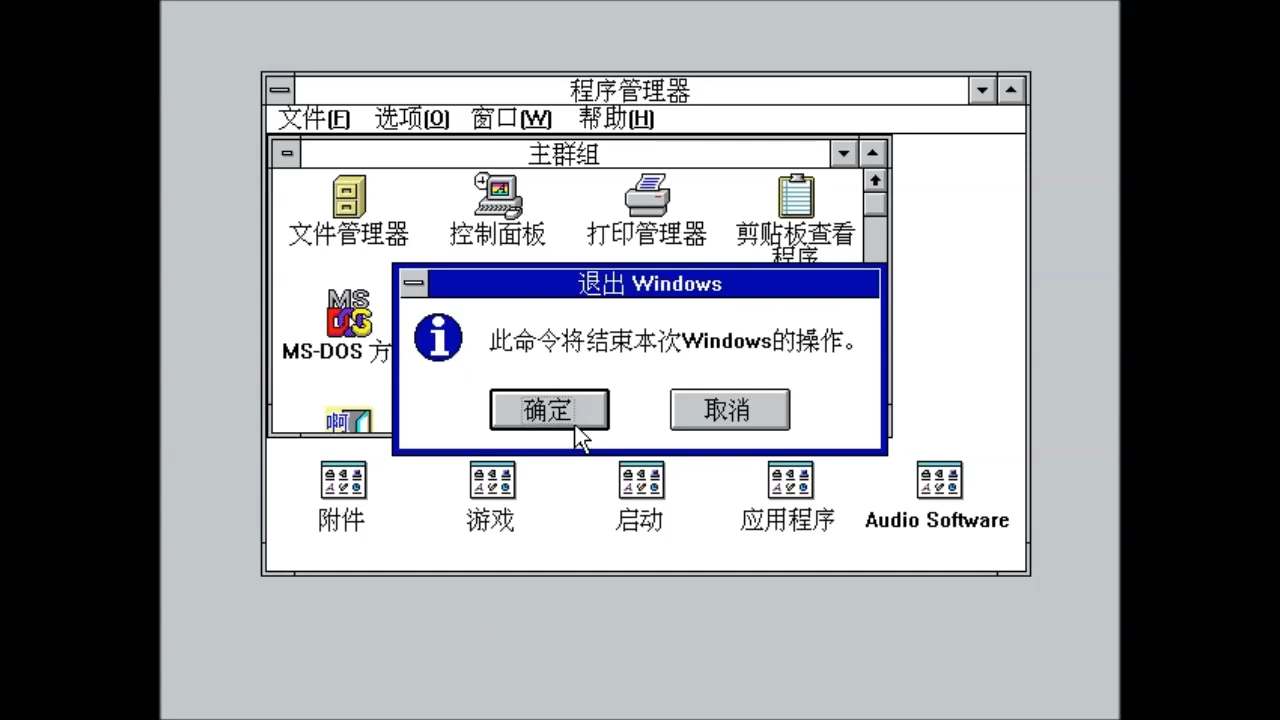 程序管理器
文件(F) 选项(O) 窗口(W) 帮助(H)
主群组
文件管理器 控制面板 打印管理器 剪贴板查看
程序
MS
DOS
MS-DOS 方
退出 Windows
此命令将结束本次Windows的操作。
确定 取消
啊
附件 游戏 启动 应用程序 Audio Software